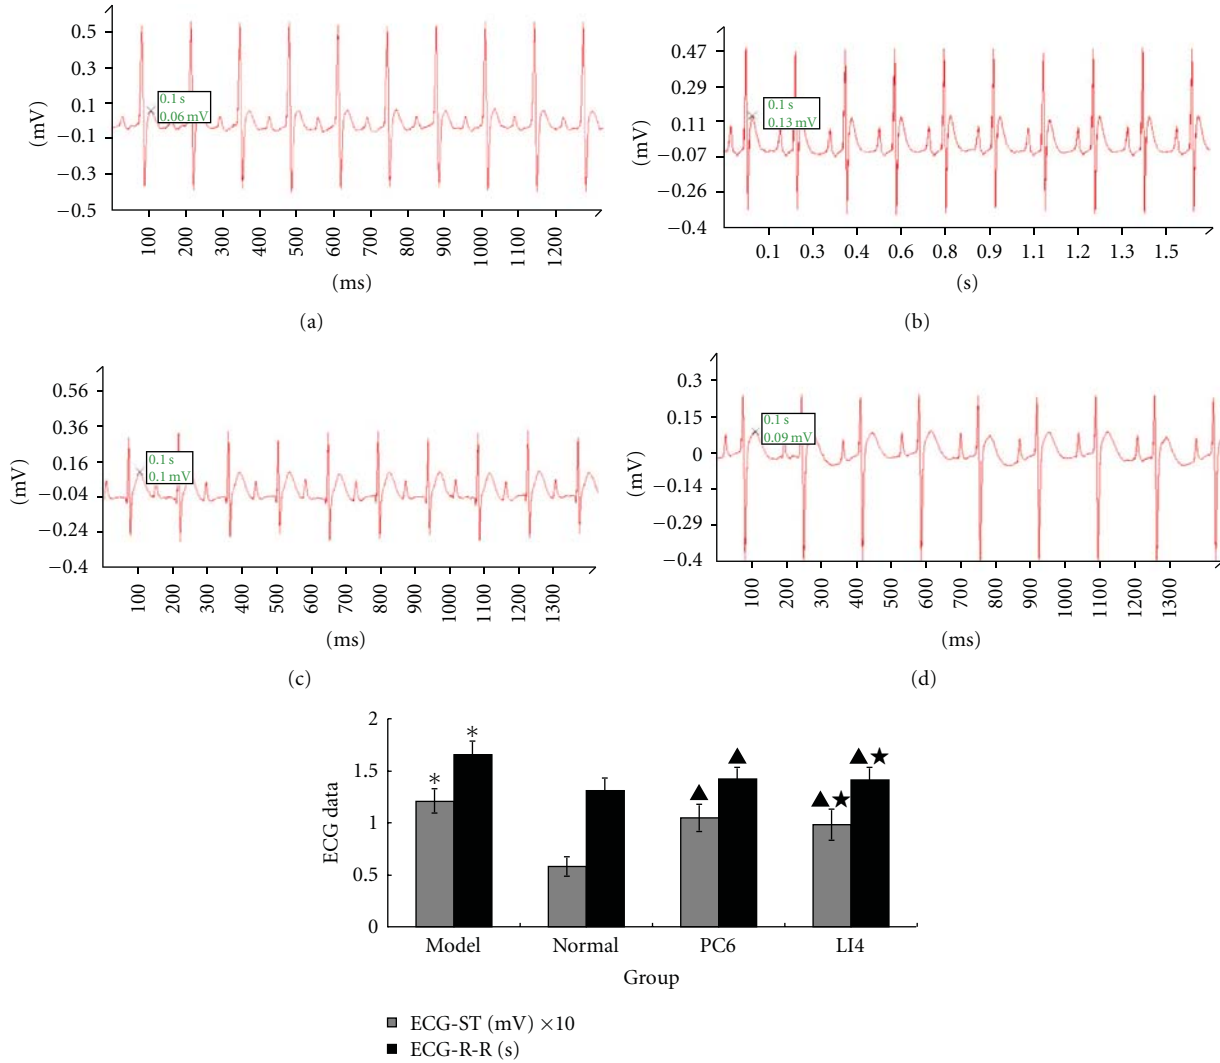 0.5
0.3
0.1
−0.1
−0.3
−0.5
(mV)
0.1 s
0.06 mV
100
200
300
400
500
600
700
800
900
1000
1100
1200
(ms)
(a)
0.47
0.29
0.11
−0.07
−0.26
−0.4
(mV)
0.1 s
0.13 mV
0.1
0.3
0.4
0.6
0.8
0.9
1.1
1.2
1.3
1.5
(s)
(b)
0.56
0.36
0.16
−0.04
−0.24
−0.4
(mV)
0.1 s
0.1 mV
100
200
300
400
500
600
700
800
900
1000
1100
1200
1300
(ms)
(c)
0.3
0.15
0
−0.14
−0.29
−0.4
(mV)
0.1 s
0.09 mV
100
200
300
400
500
600
700
800
900
1000
1100
1200
1300
(ms)
(d)
2
1.5
1
0.5
0
ECG data
*
*
▲
▲
▲★
▲★
Model
Normal
PC6
LI4
Group
ECG-ST (mV) ×10
ECG-R-R (s)